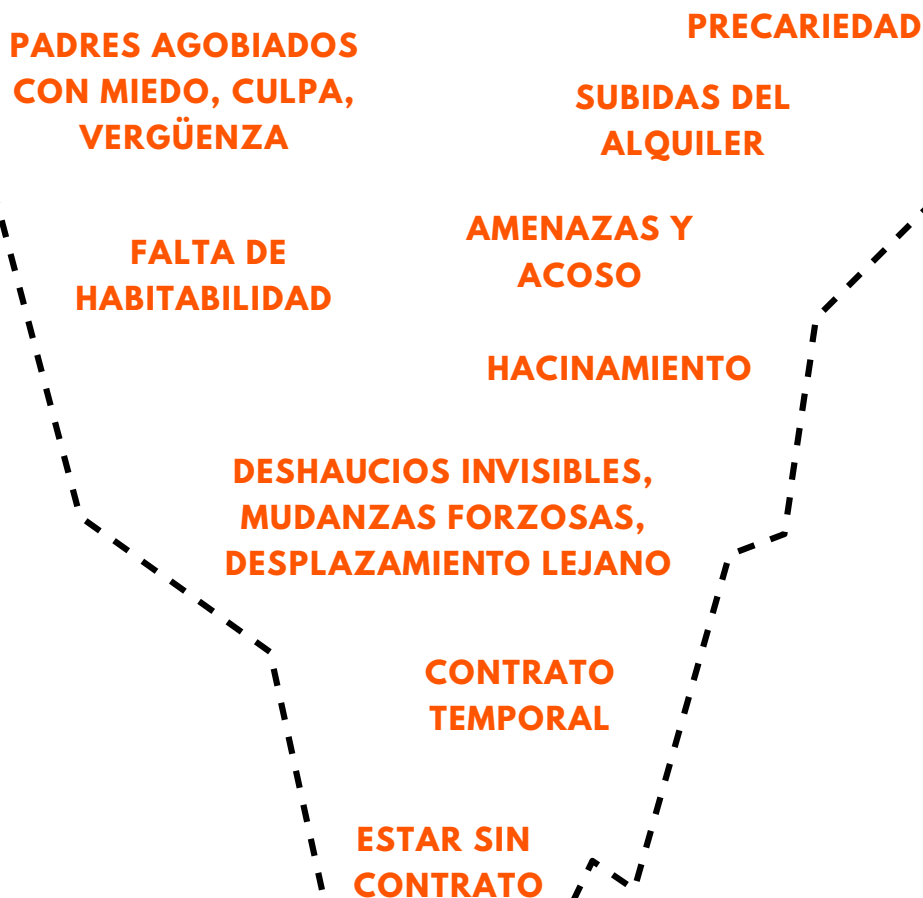 PRECARIEDAD
PADRES AGOBIADOS
CON MIEDO, CULPA,
VERGÜENZA
SUBIDAS DEL
ALQUILER
FALTA DE
HABITABILIDAD
AMENAZAS Y
ACOSO
HACINAMIENTO
DESHAUCIOS INVISIBLES,
MUDANZAS FORZOSAS,
DESPLAZAMIENTO LEJANO
CONTRATO
TEMPORAL
ESTAR SIN
CONTRATO